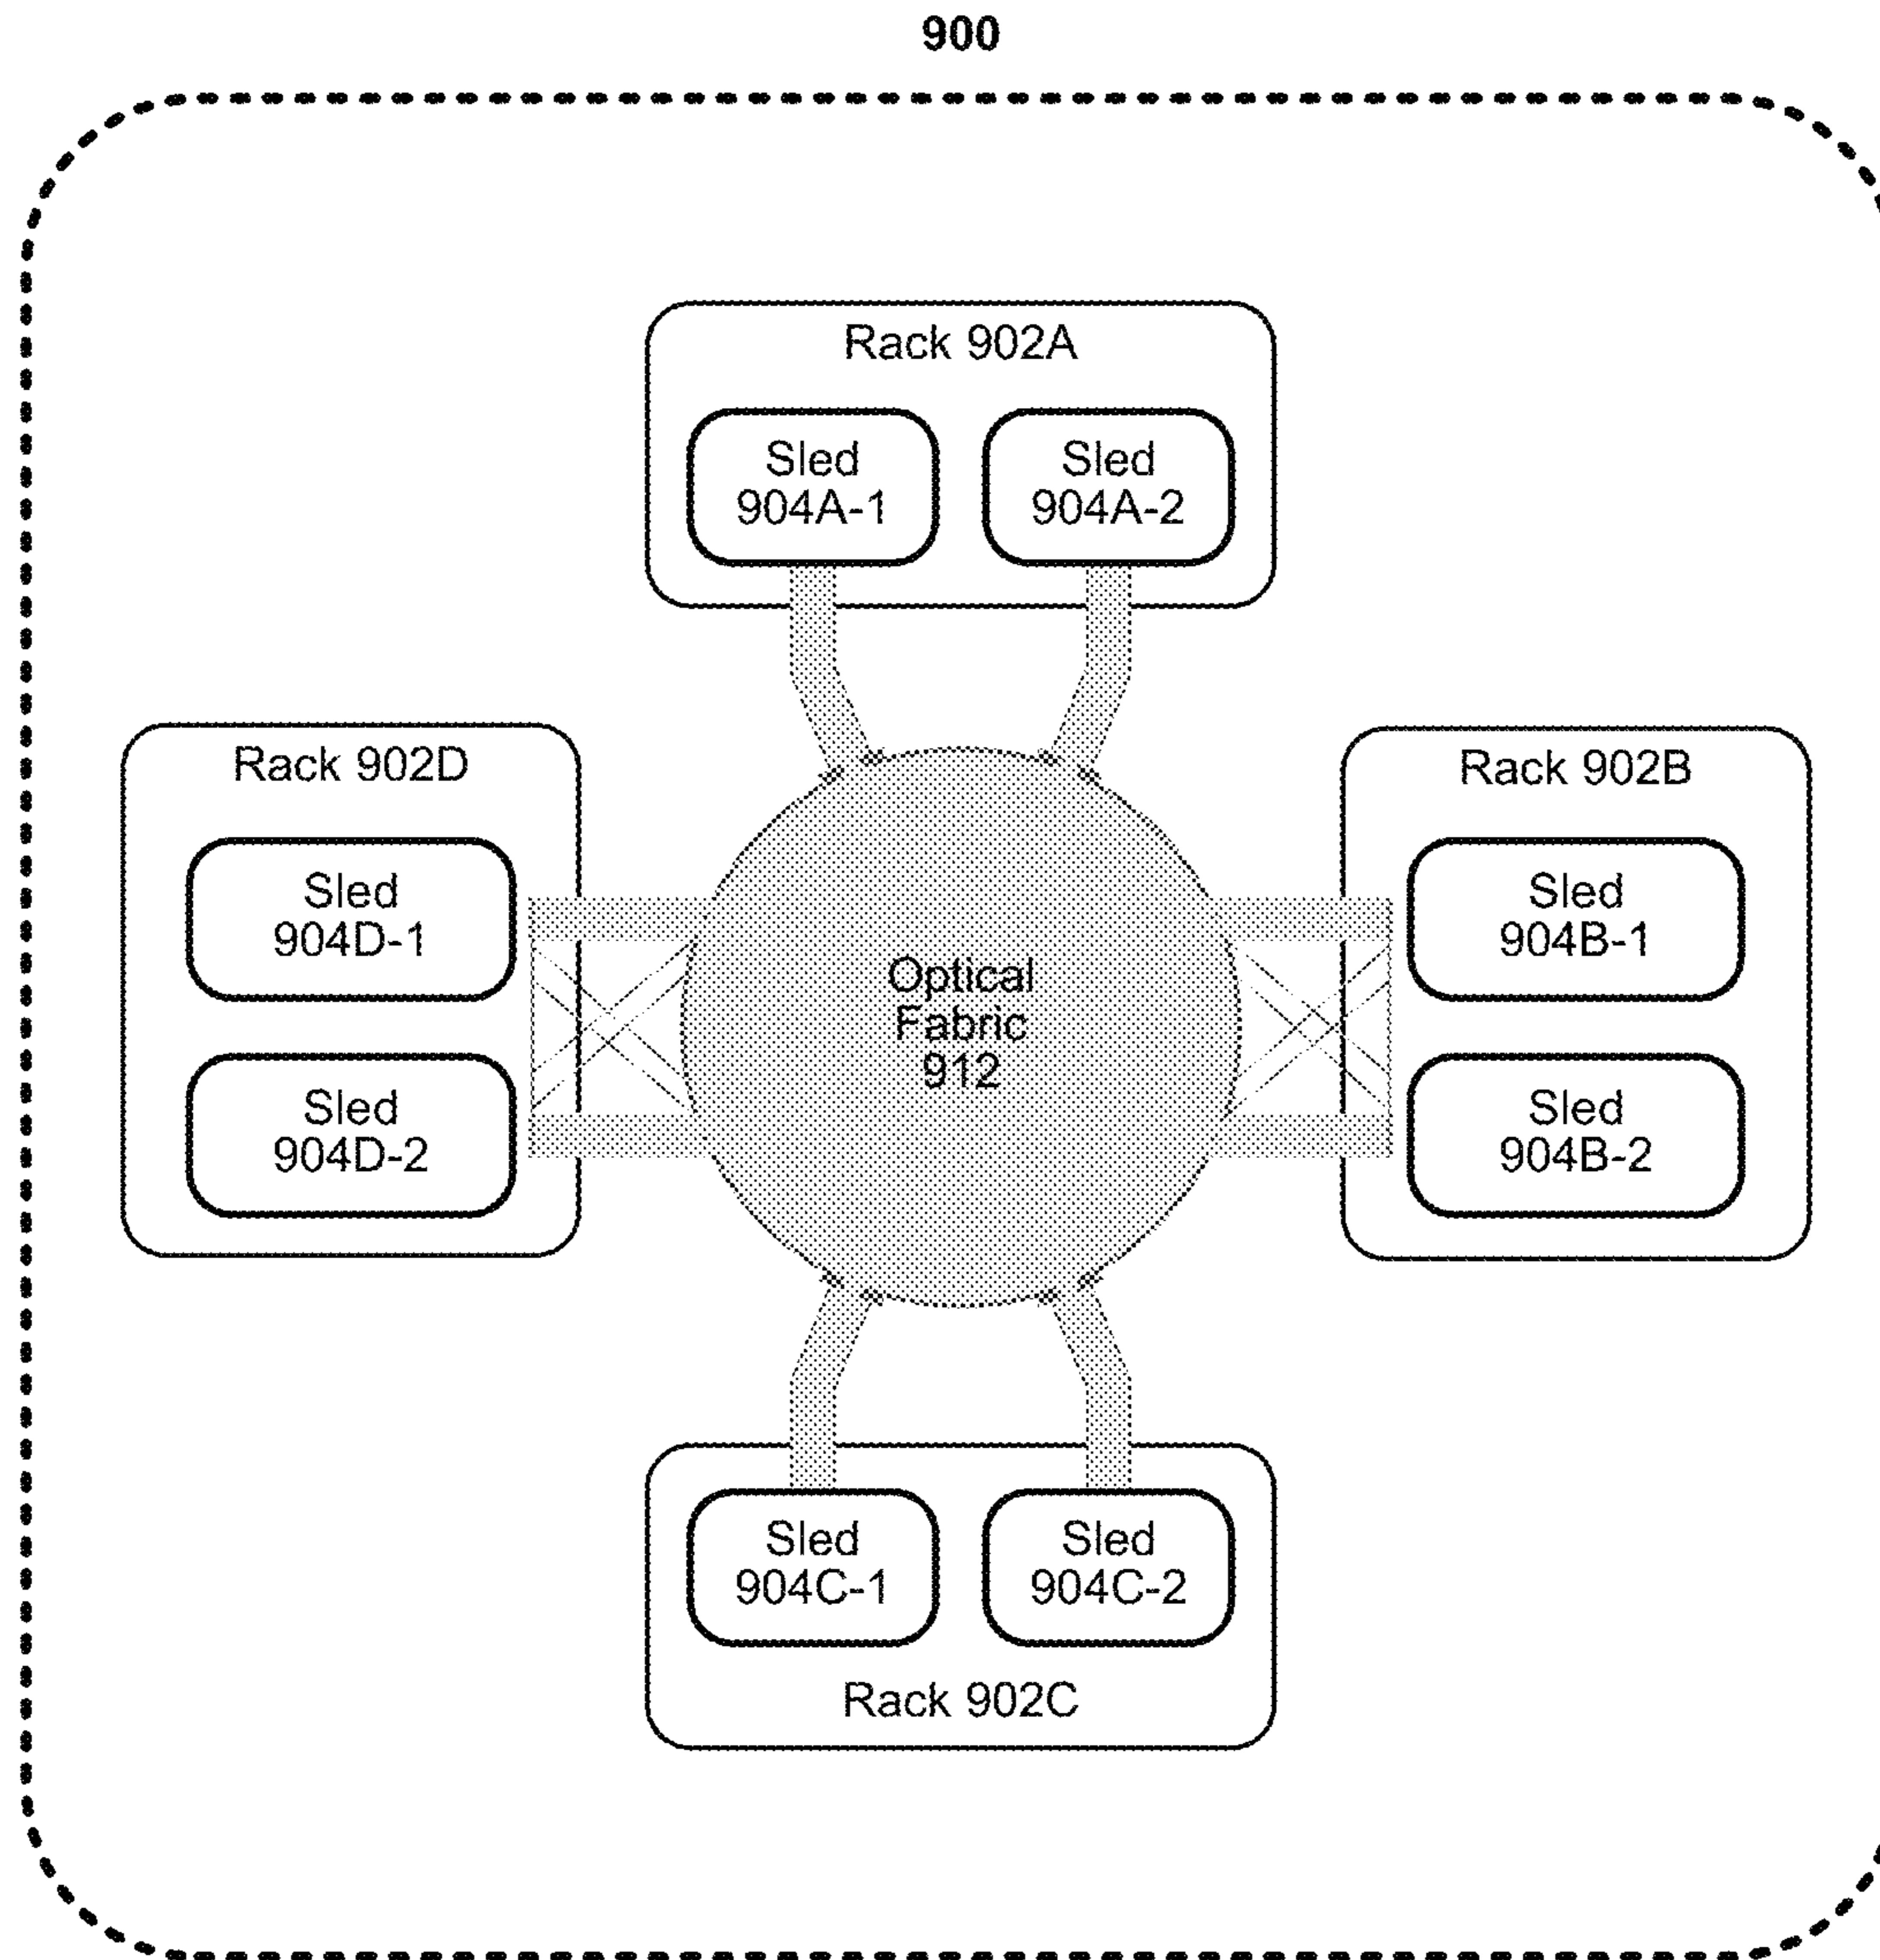 900
Rack 902A
Sled
904A-1
Sled
904A-2
Rack 902D
Sled
904D-1
Sled
904D-2
Optical
Fabric
912
Rack 902B
Sled
904B-1
Sled
904B-2
Sled
904C-1
Sled
904C-2
Rack 902C